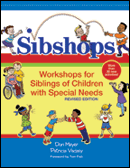 Sibshops
Workshops for
Siblings of Children
with Special Needs
REVISED EDITION
Don Meyer
Patricia Vadasy